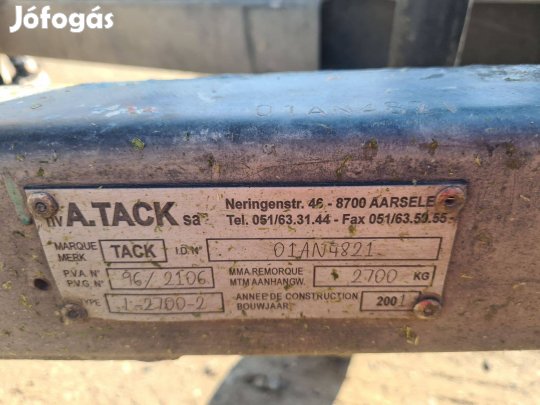 Jófogás
01AN4821
nv A.TACK sa Neringenstr. 46 - 8700 AARSELE
Tel. 051/63.31.44 - Fax 051/63.59.55
MARQUE MERK TACK I.D. N° 01AN4821
P.V.A. N° P.V.G. N° 96/2106 MMA.REMORQUE MTM AANHANGW. 2700 KG
TYPE 1-2700-2 ANNEE DE CONSTRUCTION BOUWJAAR 2001